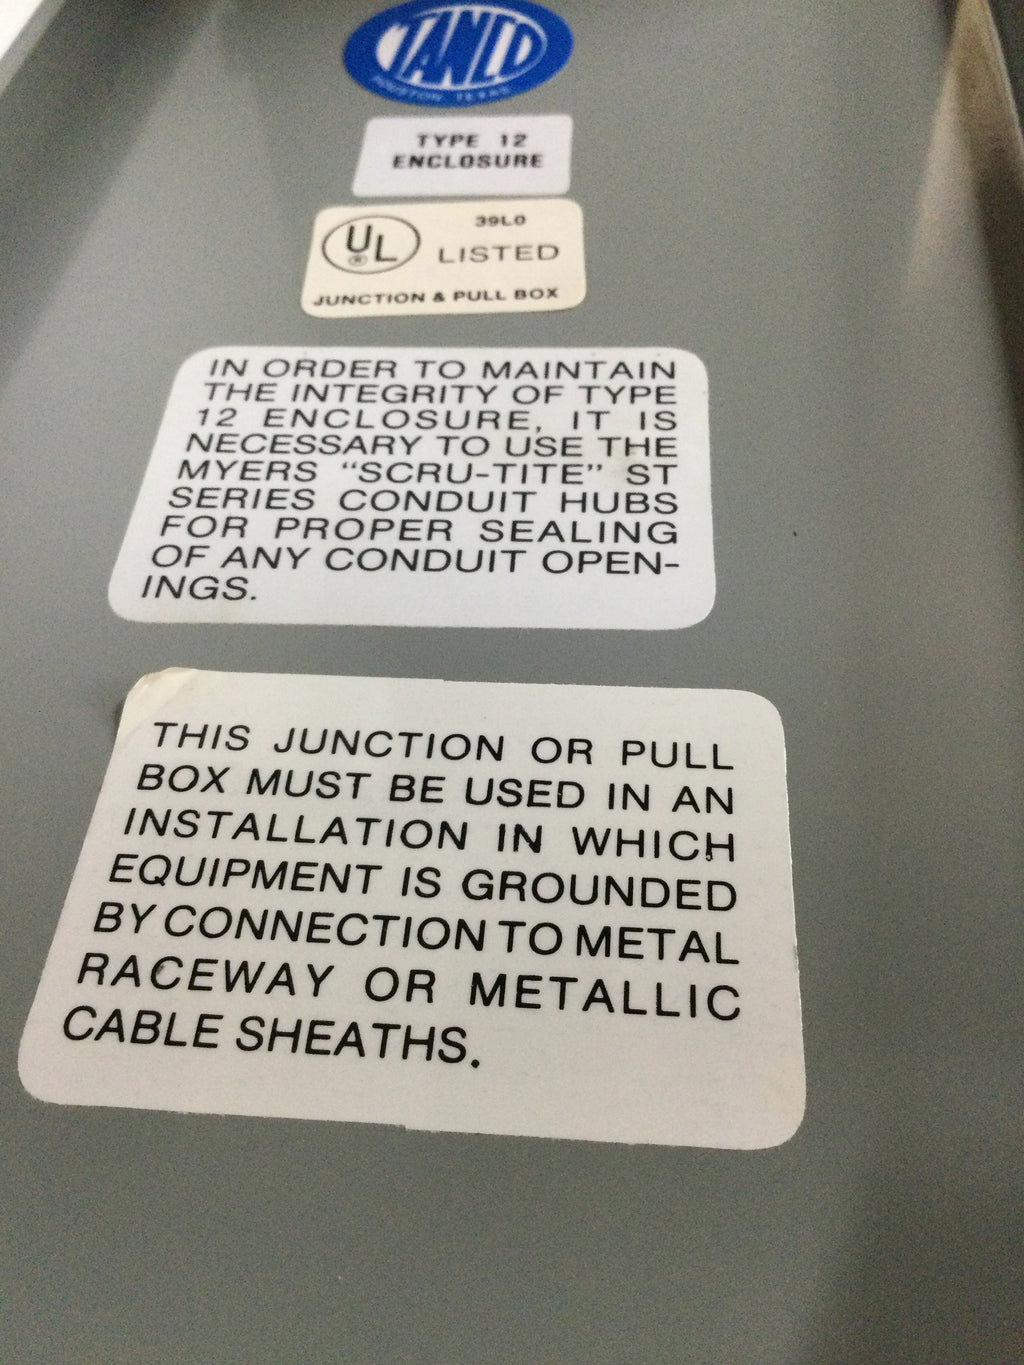 TANCO
HOUSTON TEXAS
TYPE 12
ENCLOSURE
UL
®
39L0
LISTED
JUNCTION & PULL BOX
IN ORDER TO MAINTAIN
THE INTEGRITY OF TYPE
12 ENCLOSURE, IT IS
NECESSARY TO USE THE
MYERS “SCRU-TITE” ST
SERIES CONDUIT HUBS
FOR PROPER SEALING
OF ANY CONDUIT OPEN-
INGS.
THIS JUNCTION OR PULL
BOX MUST BE USED IN AN
INSTALLATION IN WHICH
EQUIPMENT IS GROUNDED
BY CONNECTION TO METAL
RACEWAY OR METALLIC
CABLE SHEATHS.